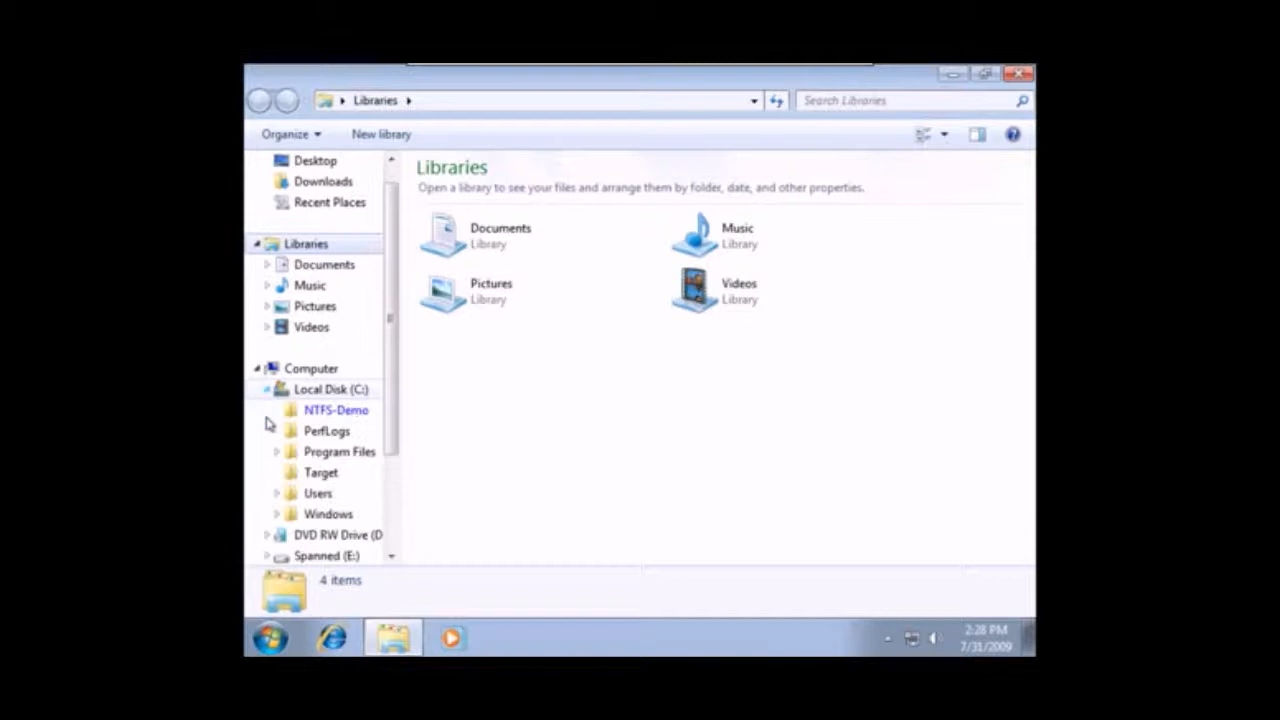 Libraries
Search Libraries
Organize
New library
Desktop
Downloads
Recent Places
Libraries
Documents
Music
Pictures
Videos
Computer
Local Disk (C:)
NTFS-Demo
PerfLogs
Program Files
Target
Users
Windows
DVD RW Drive (D
Spanned (E:)
Libraries
Open a library to see your files and arrange them by folder, date, and other properties.
Documents
Library
Music
Library
Pictures
Library
Videos
Library
4 items
2:28 PM
7/31/2009